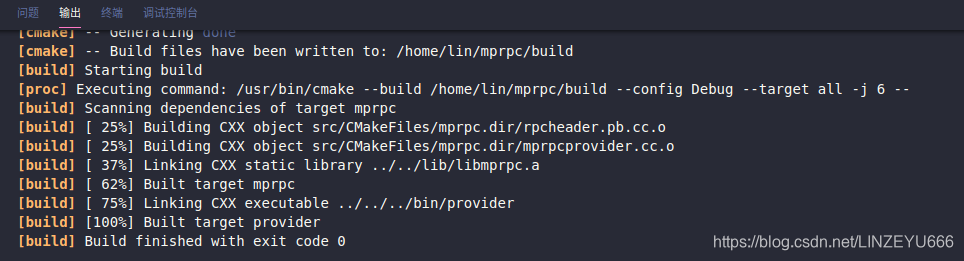 问题 输出 终端 调试控制台
[cmake] -- Generating done
[cmake] -- Build files have been written to: /home/lin/mprpc/build
[build] Starting build
[proc] Executing command: /usr/bin/cmake --build /home/lin/mprpc/build --config Debug --target all -j 6 --
[build] Scanning dependencies of target mprpc
[build] [ 25%] Building CXX object src/CMakeFiles/mprpc.dir/rpcheader.pb.cc.o
[build] [ 25%] Building CXX object src/CMakeFiles/mprpc.dir/mprpcprovider.cc.o
[build] [ 37%] Linking CXX static library ../../lib/libmprpc.a
[build] [ 62%] Built target mprpc
[build] [ 75%] Linking CXX executable ../../../bin/provider
[build] [100%] Built target provider
[build] Build finished with exit code 0
https://blog.csdn.net/LINZEYU666